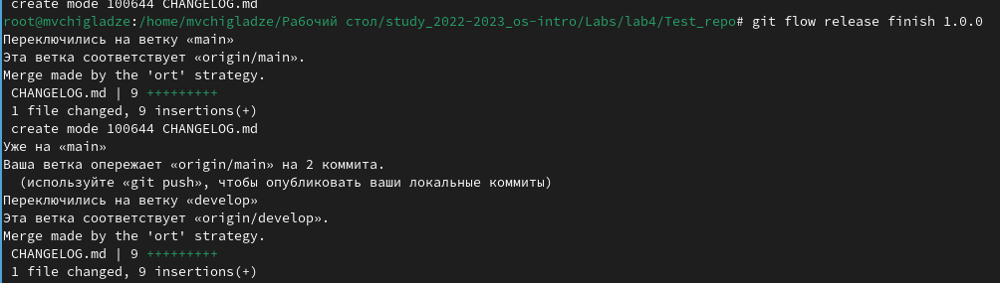 create mode 100644 CHANGELOG.md
root@mvchigladze:/home/mvchigladze/Рабочий стол/study_2022-2023_os-intro/Labs/lab4/Test_repo# git flow release finish 1.0.0
Переключились на ветку «main»
Эта ветка соответствует «origin/main».
Merge made by the 'ort' strategy.
CHANGELOG.md | 9 +++++++++
1 file changed, 9 insertions(+)
create mode 100644 CHANGELOG.md
Уже на «main»
Ваша ветка опережает «origin/main» на 2 коммита.
(используйте «git push», чтобы опубликовать ваши локальные коммиты)
Переключились на ветку «develop»
Эта ветка соответствует «origin/develop».
Merge made by the 'ort' strategy.
CHANGELOG.md | 9 +++++++++
1 file changed, 9 insertions(+)